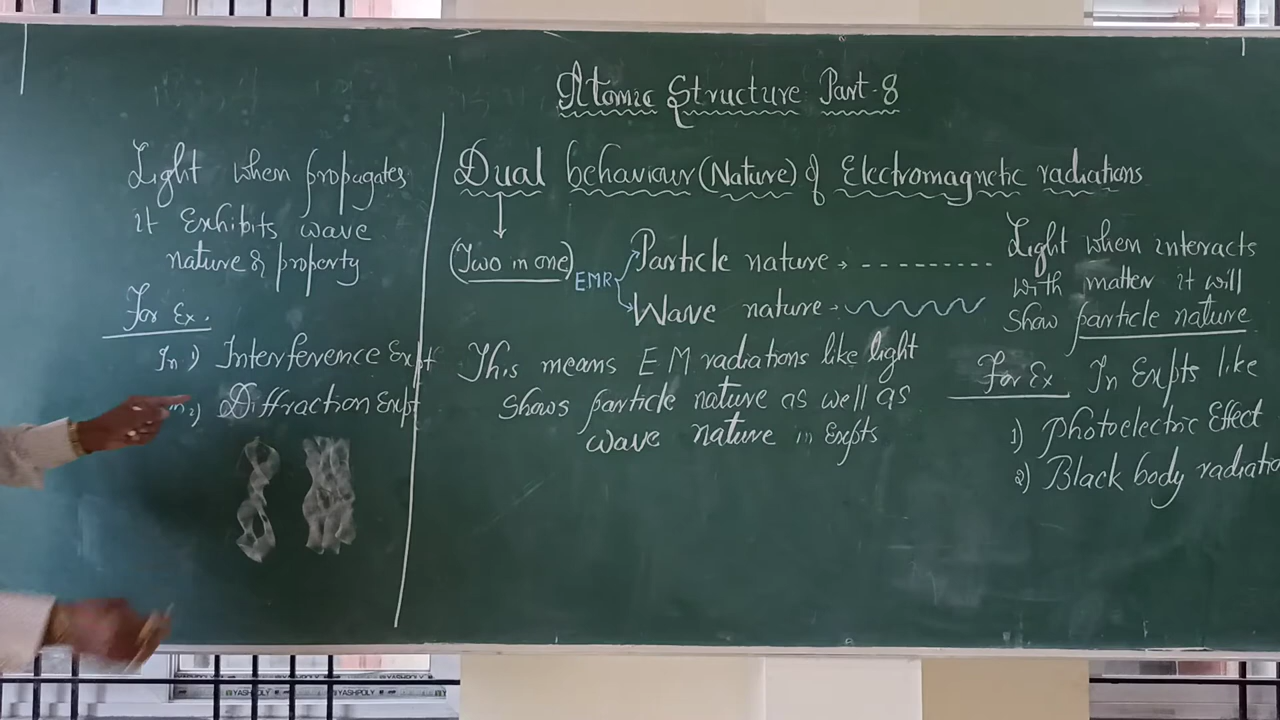 Atomic Structure Part-8
Light when propagates
it Exhibits wave
nature & property
For Ex.
In 1) Interference Expt
In 2) Diffraction Expt
Dual behaviour (Nature) of Electromagnetic radiations
(Two in one)
EMR
Particle nature
Wave nature
This means E M radiations like light
shows particle nature as well as
wave nature in Expts
Light when interacts
with matter it will
show particle nature
For Ex In Expts like
1) Photoelectric Effect
2) Black body radiatio
YASHPOLY YASHPOLY